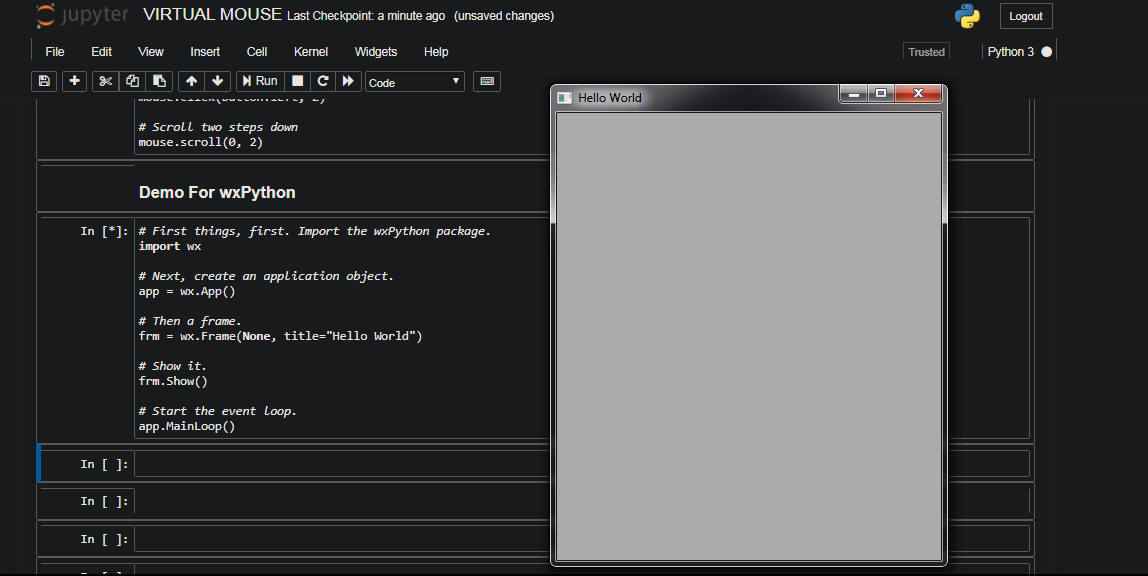 jupyter VIRTUAL MOUSE Last Checkpoint: a minute ago (unsaved changes) Logout
File Edit View Insert Cell Kernel Widgets Help Trusted Python 3
Run Code
mouse.click(Button.left, 2)
# Scroll two steps down
mouse.scroll(0, 2)
Demo For wxPython
In [*]: # First things, first. Import the wxPython package.
import wx
# Next, create an application object.
app = wx.App()
# Then a frame.
frm = wx.Frame(None, title="Hello World")
# Show it.
frm.Show()
# Start the event loop.
app.MainLoop()
In [ ]:
In [ ]:
In [ ]:
Hello World